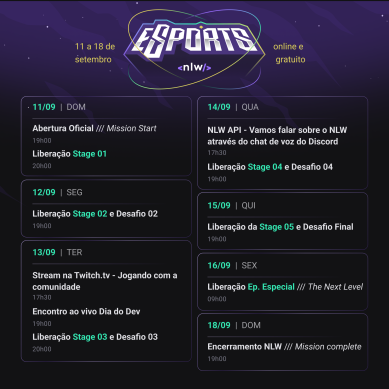 11 a 18 de
setembro
ESPORTS
<nlw/>
online e
gratuito
11/09 | DOM
Abertura Oficial /// Mission Start
19h00
Liberação Stage 01
20h00
12/09 | SEG
Liberação Stage 02 e Desafio 02
19h00
13/09 | TER
Stream na Twitch.tv - Jogando com a
comunidade
17h30
Encontro ao vivo Dia do Dev
19h00
Liberação Stage 03 e Desafio 03
20h00
14/09 | QUA
NLW API - Vamos falar sobre o NLW
através do chat de voz do Discord
17h30
Liberação Stage 04 e Desafio 04
19h00
15/09 | QUI
Liberação da Stage 05 e Desafio Final
19h00
16/09 | SEX
Liberação Ep. Especial /// The Next Level
09h00
18/09 | DOM
Encerramento NLW /// Mission complete
19h00